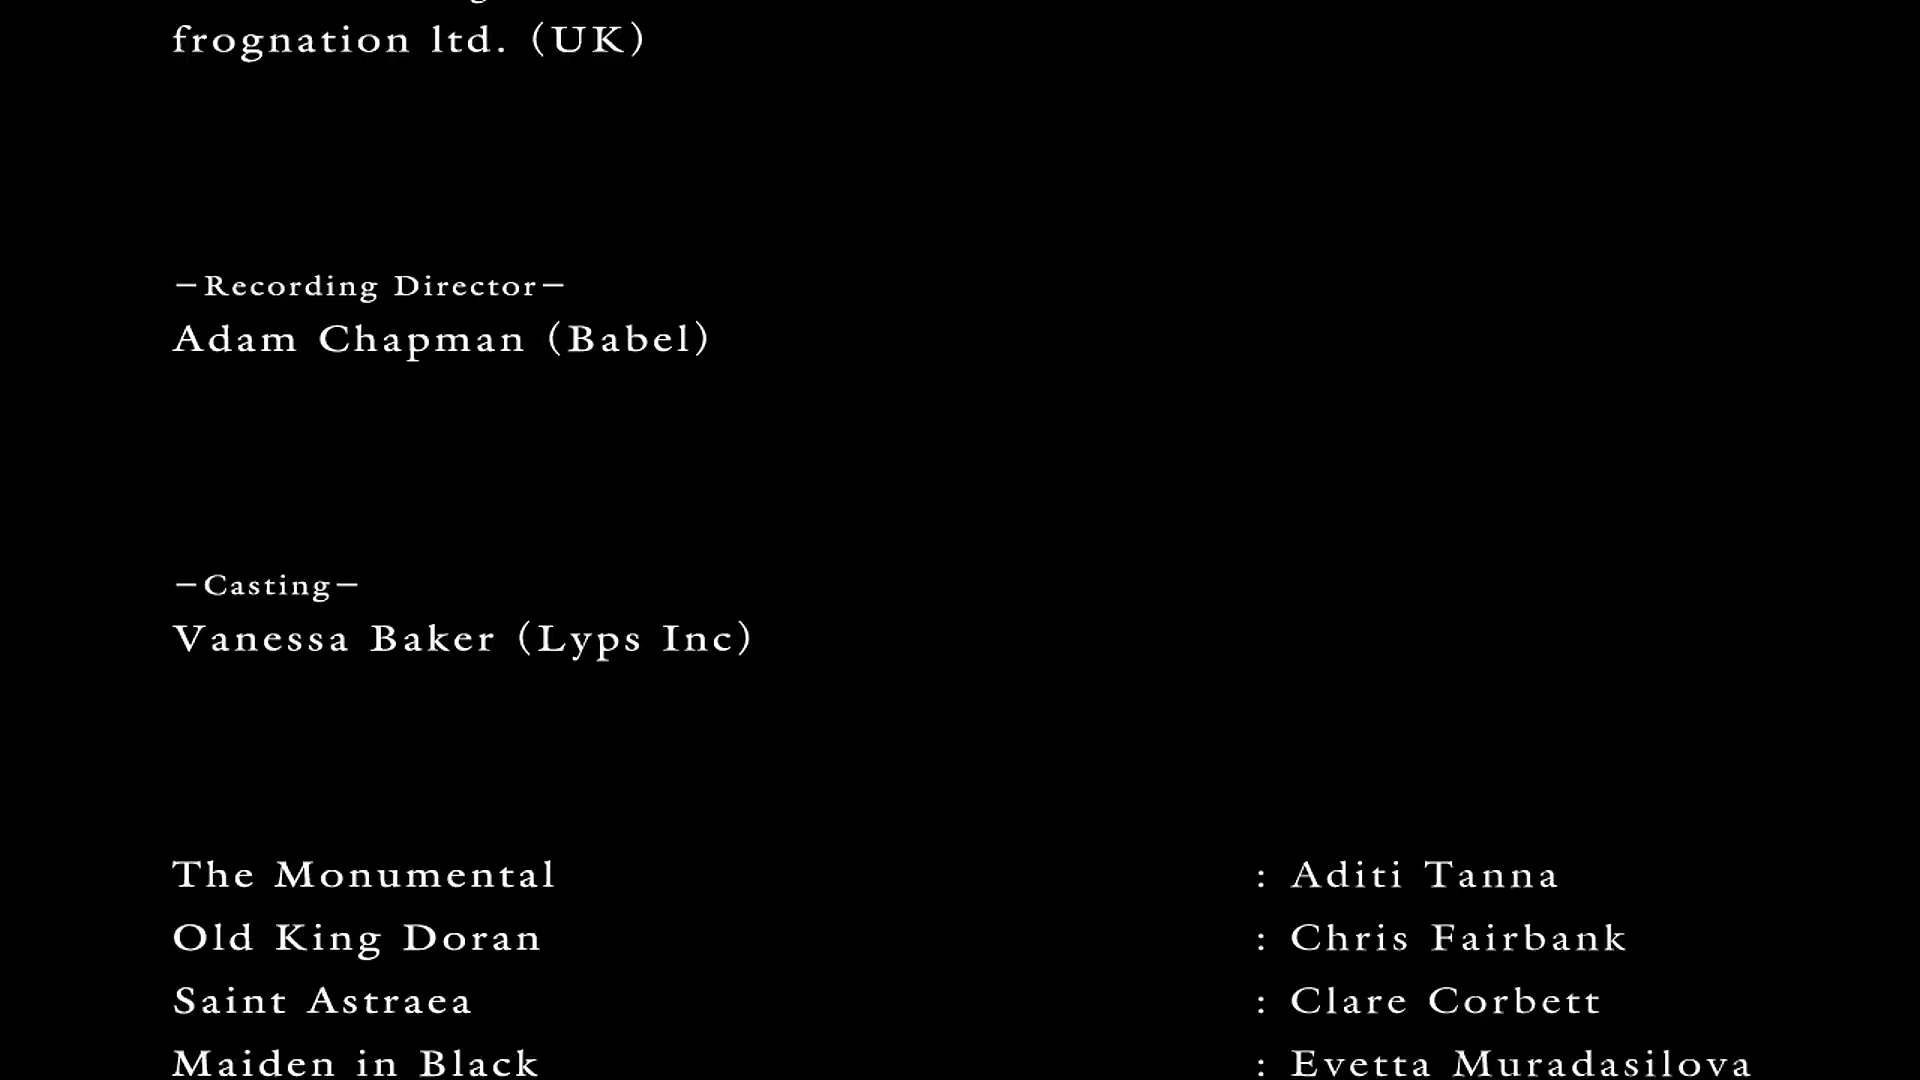 frognation ltd. (UK)
－Recording Director－
Adam Chapman (Babel)
－Casting－
Vanessa Baker (Lyps Inc)
The Monumental : Aditi Tanna
Old King Doran : Chris Fairbank
Saint Astraea : Clare Corbett
Maiden in Black : Evetta Muradasilova